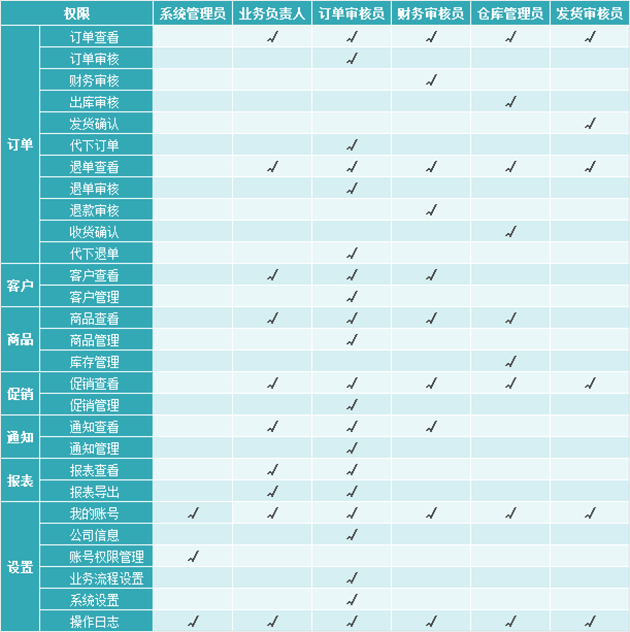 权限 系统管理员 业务负责人 订单审核员 财务审核员 仓库管理员 发货审核员
订单 订单查看 ✓ ✓ ✓ ✓ ✓
订单审核 ✓
财务审核 ✓
出库审核 ✓
发货确认 ✓
代下订单 ✓
退单查看 ✓ ✓ ✓ ✓ ✓
退单审核 ✓
退款审核 ✓
收货确认 ✓
代下退单 ✓
客户 客户查看 ✓ ✓ ✓
客户管理 ✓
商品 商品查看 ✓ ✓ ✓ ✓
商品管理 ✓
库存管理 ✓
促销 促销查看 ✓ ✓ ✓ ✓ ✓
促销管理 ✓
通知 通知查看 ✓ ✓ ✓
通知管理 ✓
报表 报表查看 ✓ ✓
报表导出 ✓ ✓
设置 我的账号 ✓ ✓ ✓ ✓ ✓ ✓
公司信息 ✓
账号权限管理 ✓
业务流程设置 ✓
系统设置 ✓
操作日志 ✓ ✓ ✓ ✓ ✓ ✓